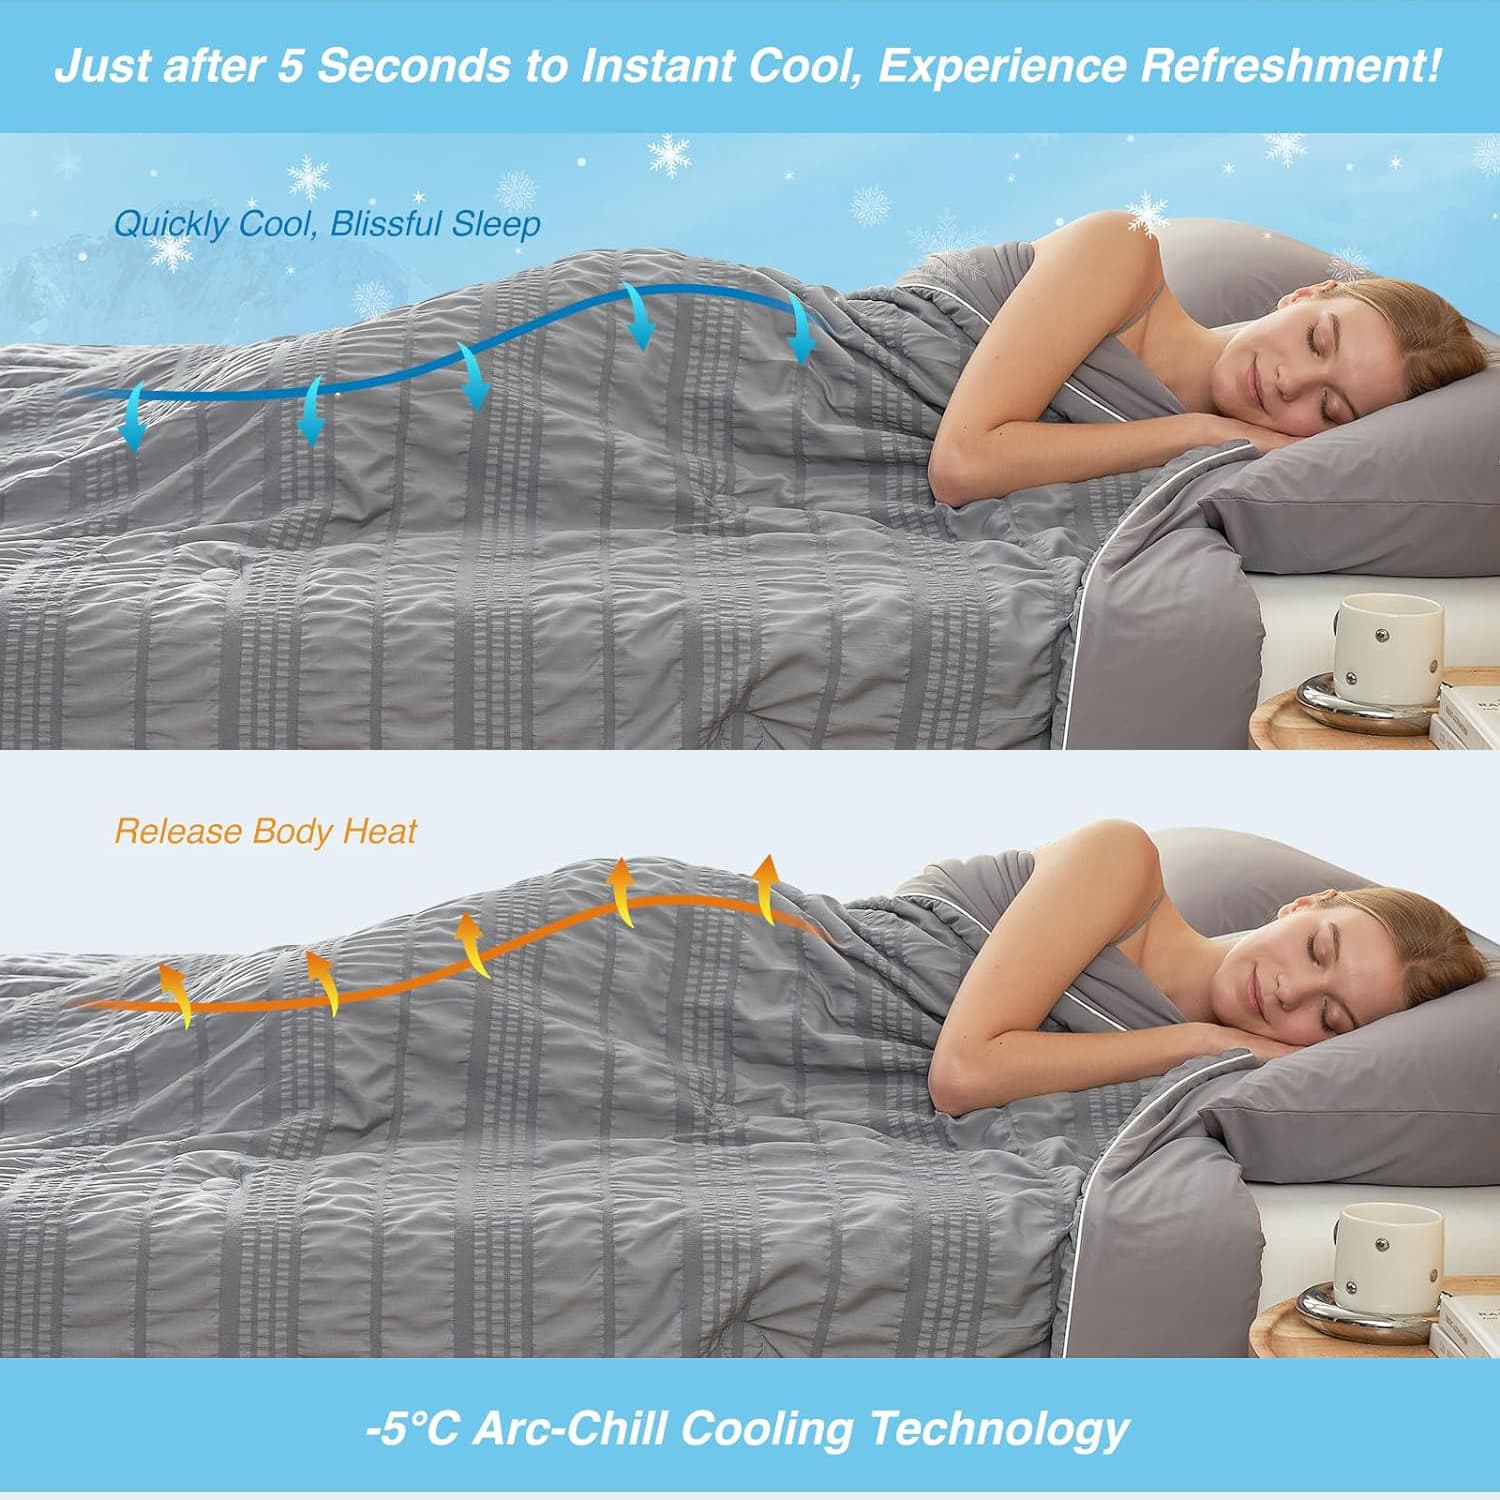 Just after 5 Seconds to Instant Cool, Experience Refreshment!
Quickly Cool, Blissful Sleep
Release Body Heat
-5°C Arc-Chill Cooling Technology